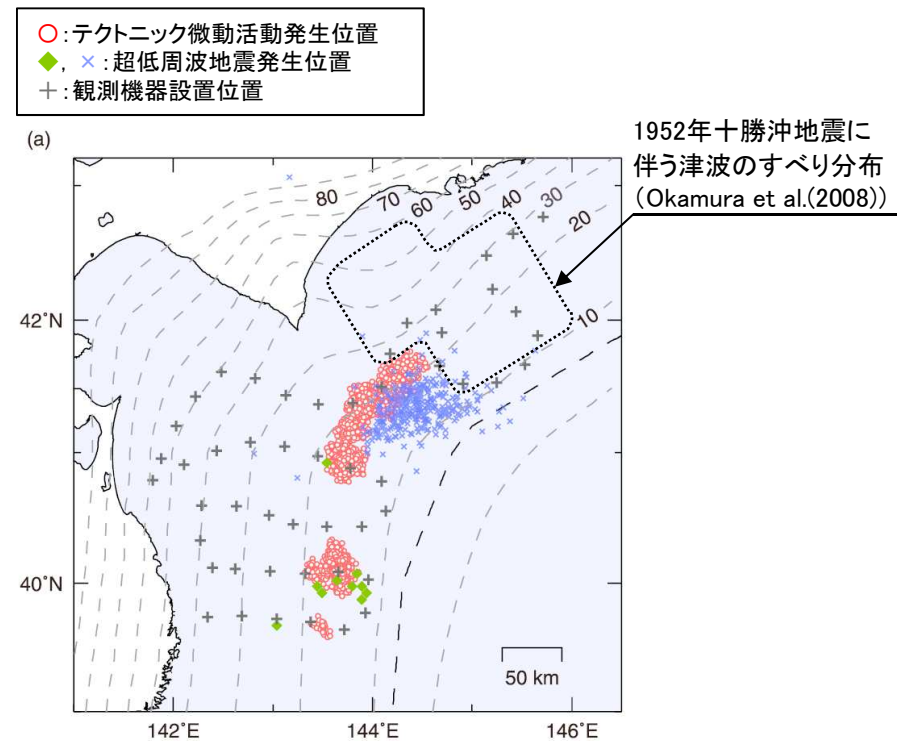 ○:テクトニック微動活動発生位置
◆, ×:超低周波地震発生位置
+:観測機器設置位置
(a)
1952年十勝沖地震に
伴う津波のすべり分布
(Okamura et al.(2008))
80
70
60
50
40
30
20
10
42°N
40°N
50 km
142°E
144°E
146°E